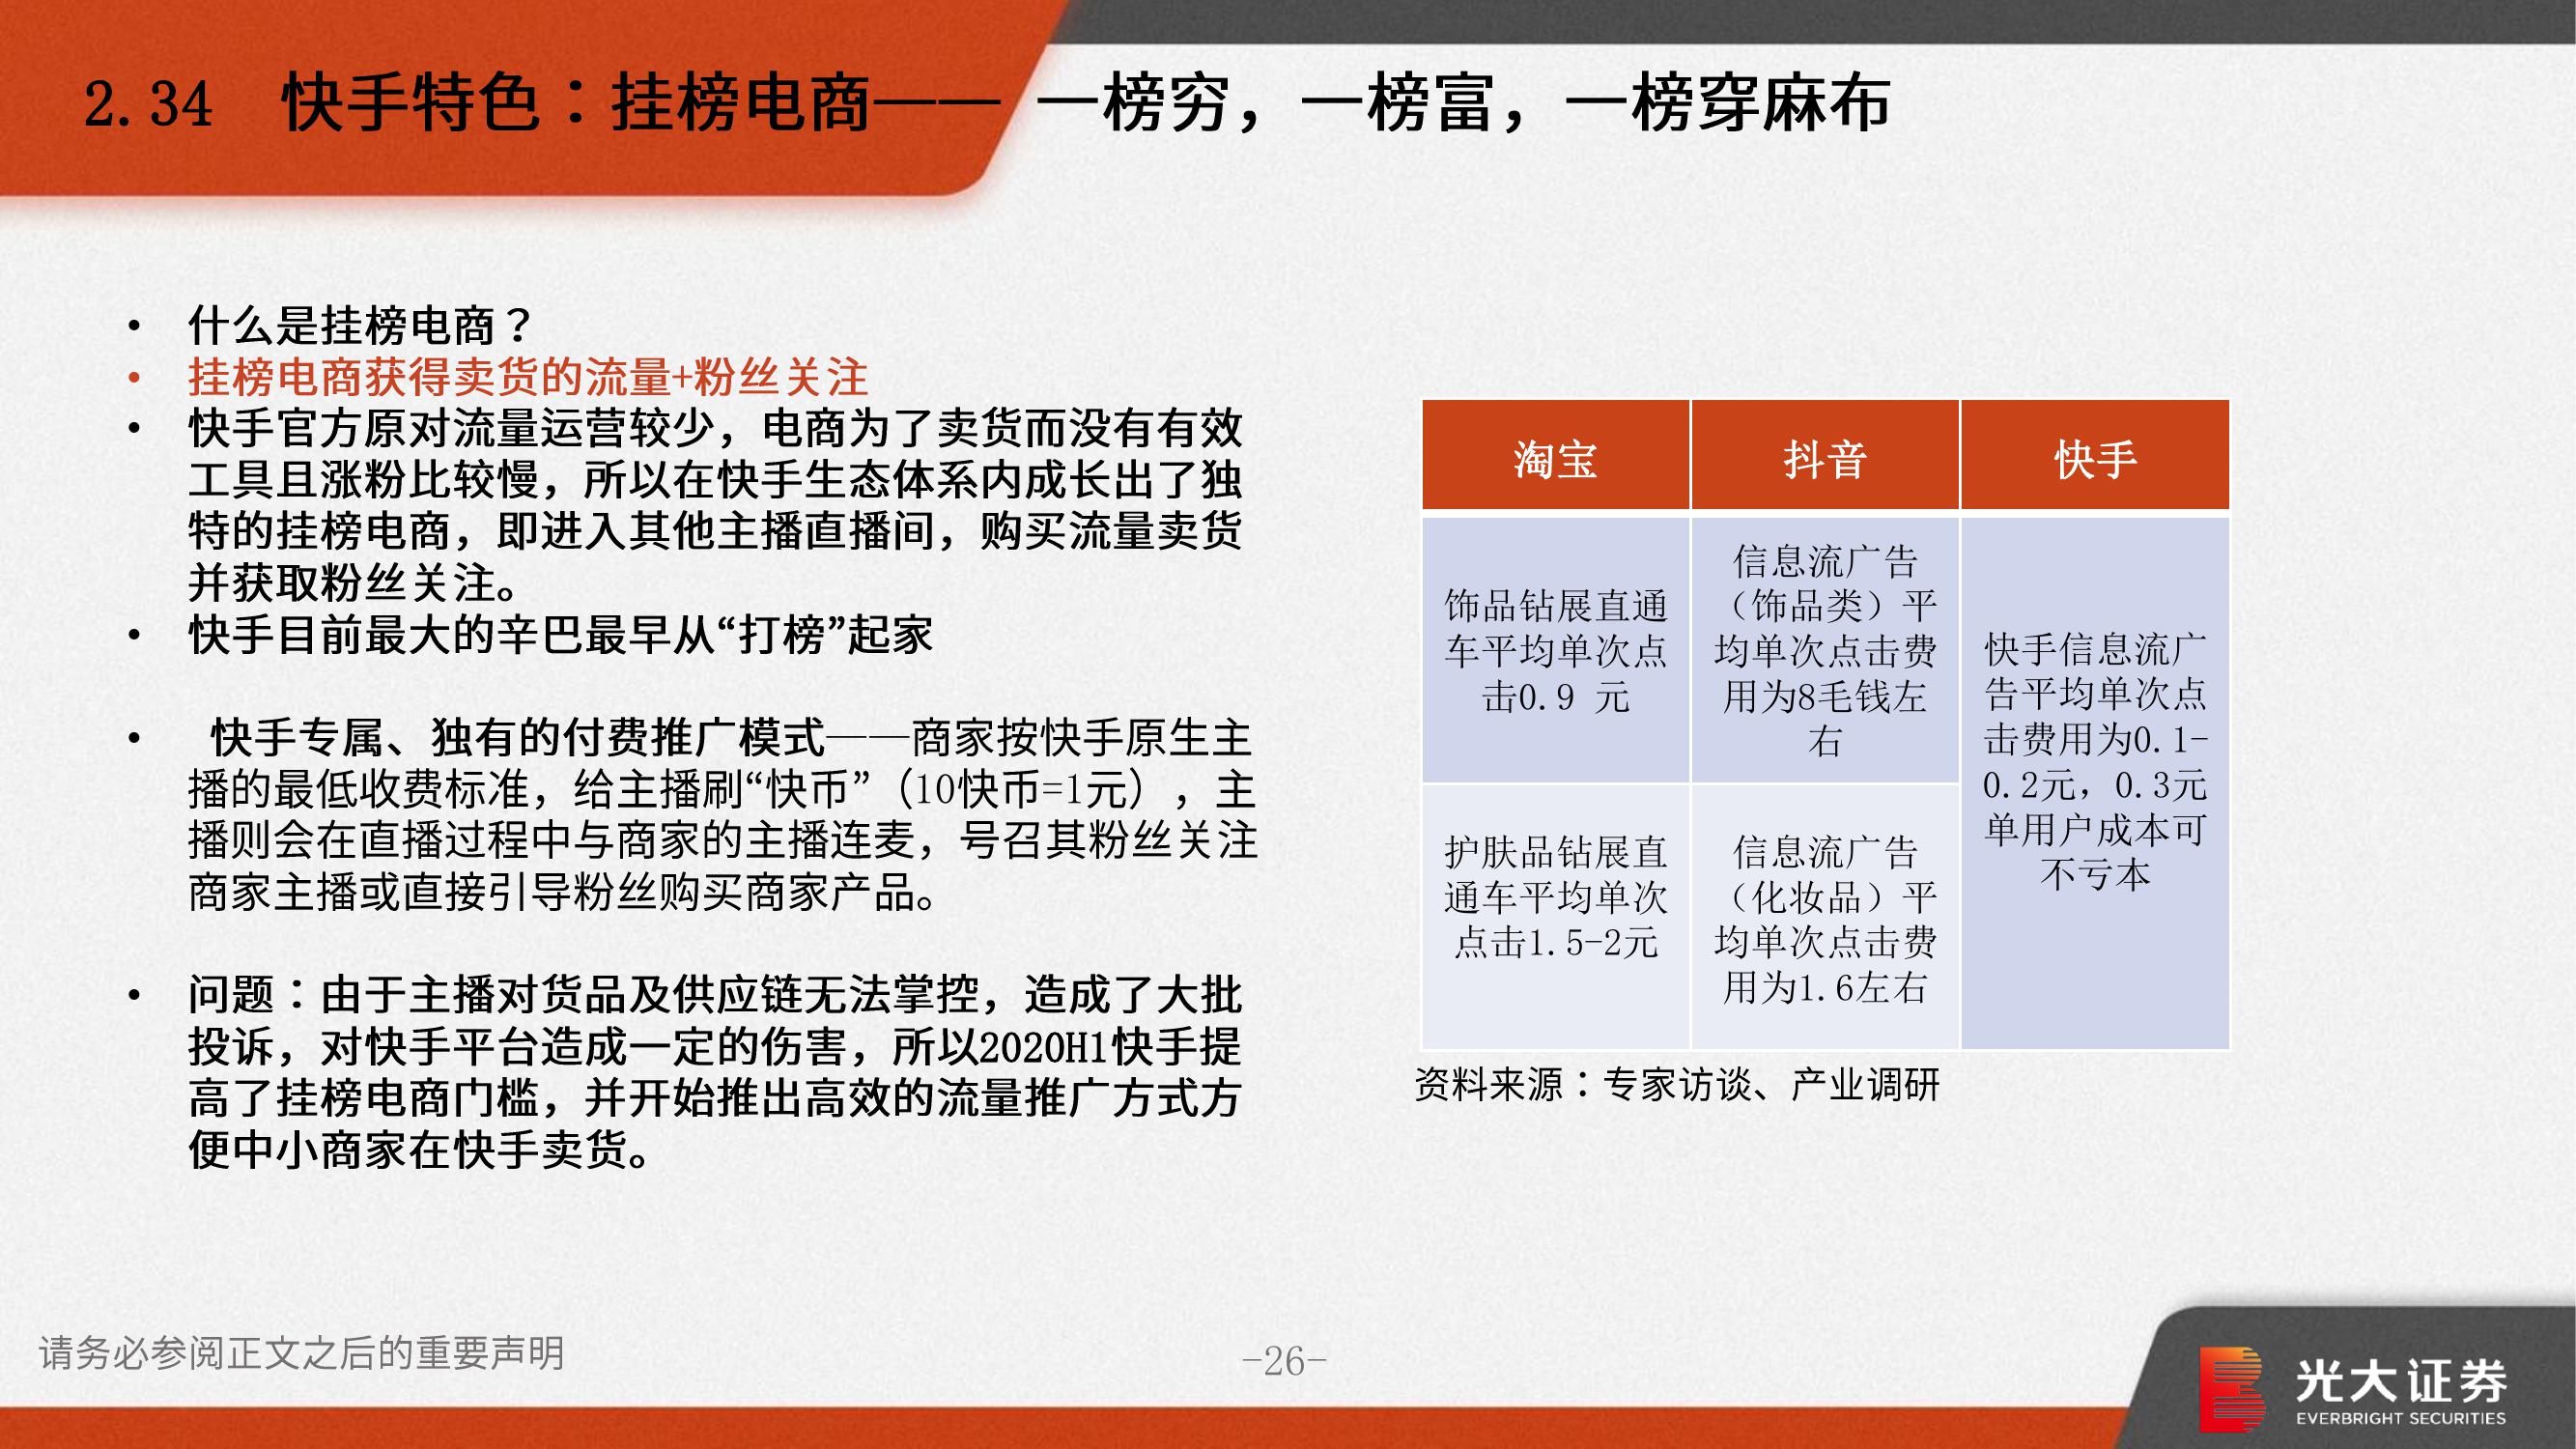 2.34 快手特色：挂榜电商—— 一榜穷，一榜富，一榜穿麻布
• 什么是挂榜电商？
• 挂榜电商获得卖货的流量+粉丝关注
• 快手官方原对流量运营较少，电商为了卖货而没有有效
工具且涨粉比较慢，所以在快手生态体系内成长出了独
特的挂榜电商，即进入其他主播直播间，购买流量卖货
并获取粉丝关注。
• 快手目前最大的辛巴最早从“打榜”起家
• 快手专属、独有的付费推广模式——商家按快手原生主
播的最低收费标准，给主播刷“快币”（10快币=1元），主
播则会在直播过程中与商家的主播连麦，号召其粉丝关注
商家主播或直接引导粉丝购买商家产品。
• 问题：由于主播对货品及供应链无法掌控，造成了大批
投诉，对快手平台造成一定的伤害，所以2020H1快手提
高了挂榜电商门槛，并开始推出高效的流量推广方式方
便中小商家在快手卖货。
淘宝
抖音
快手
饰品钻展直通
车平均单次点
击0.9 元
信息流广告
（饰品类）平
均单次点击费
用为8毛钱左
右
快手信息流广
告平均单次点
击费用为0.1-
0.2元，0.3元
单用户成本可
不亏本
护肤品钻展直
通车平均单次
点击1.5-2元
信息流广告
（化妆品）平
均单次点击费
用为1.6左右
资料来源：专家访谈、产业调研
请务必参阅正文之后的重要声明
-26-
光大证券
EVERBRIGHT SECURITIES